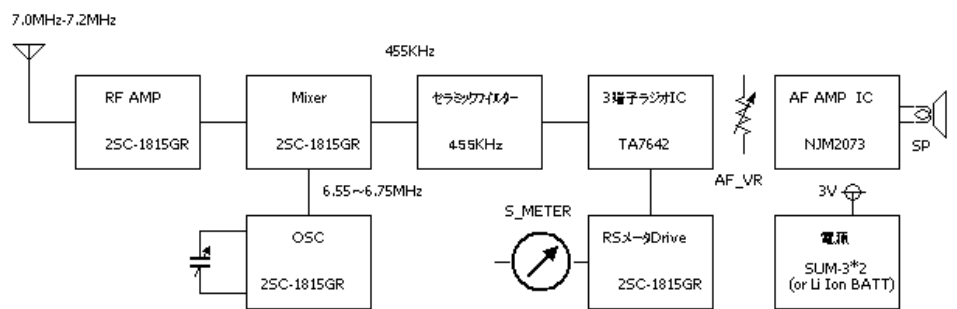 7.0MHz-7.2MHz
455KHz
RF AMP
2SC-1815GR
Mixer
2SC-1815GR
セラミックフィルター
455KHz
3端子ラジオIC
TA7642
AF_VR
AF AMP IC
NJM2073
SP
6.55～6.75MHz
OSC
2SC-1815GR
S_METER
RSメータDrive
2SC-1815GR
3V
電源
SUM-3*2
(or Li Ion BATT)